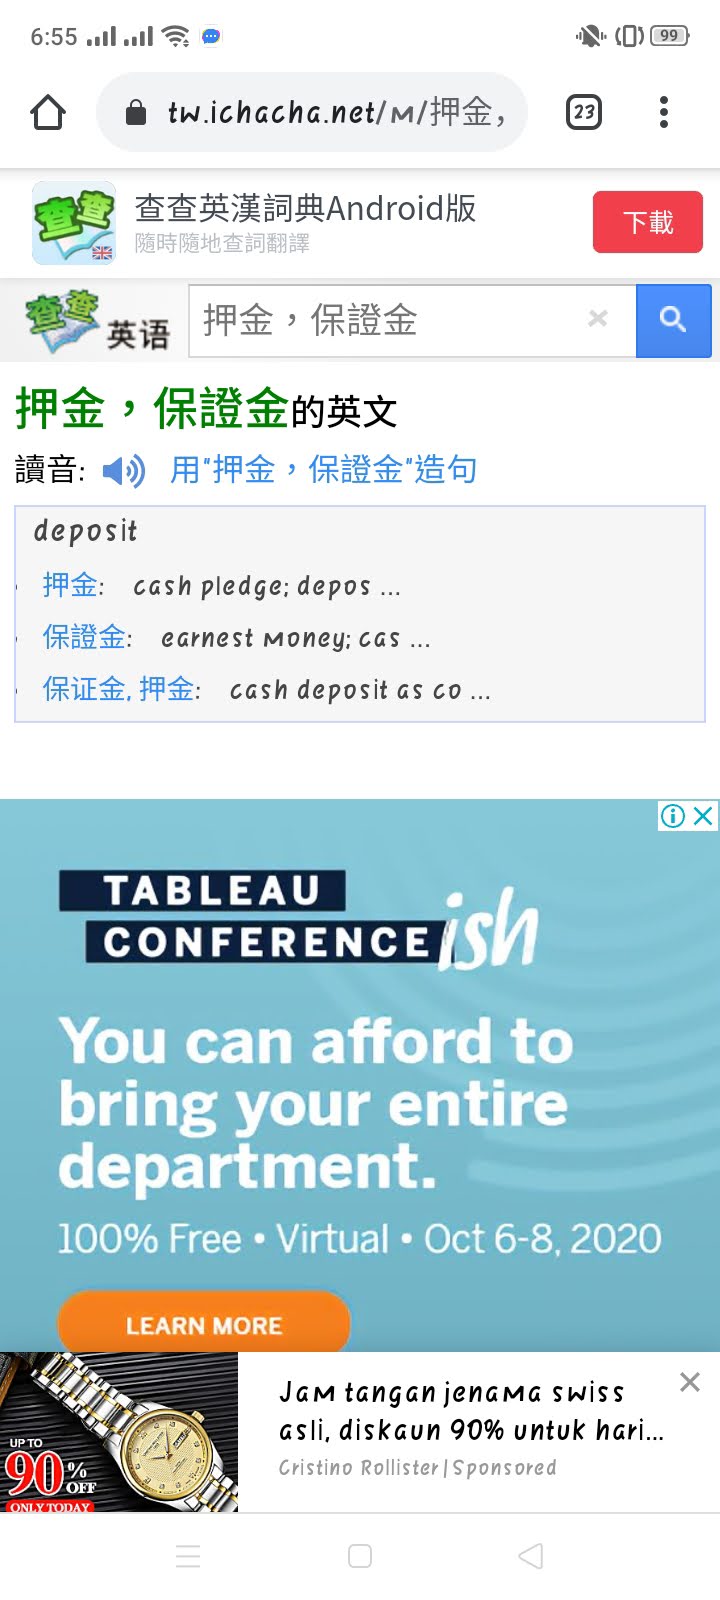 6:55
99
tw.ichacha.net/m/押金,
23
查查英漢詞典Android版
隨時隨地查詞翻譯
下載
查查
英语
押金，保證金
押金，保證金的英文
讀音:
用"押金，保證金"造句
deposit
押金: cash pledge; depos ...
保證金: earnest money; cas ...
保证金, 押金: cash deposit as co ...
TABLEAU
CONFERENCE ish
You can afford to
bring your entire
department.
100% Free • Virtual • Oct 6-8, 2020
LEARN MORE
UP TO
90% OFF
ONLY TODAY
Jam tangan jenama swiss
asli, diskaun 90% untuk hari...
Cristino Rollister | Sponsored